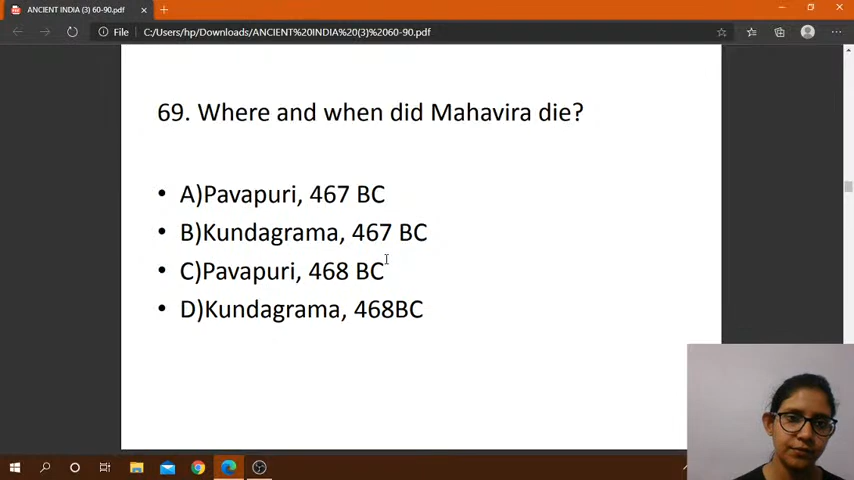 ANCIENT INDIA (3) 60-90.pdf
File C:/Users/hp/Downloads/ANCIENT%20INDIA%20(3)%2060-90.pdf
69. Where and when did Mahavira die?
• A)Pavapuri, 467 BC
• B)Kundagrama, 467 BC
• C)Pavapuri, 468 BC
• D)Kundagrama, 468BC